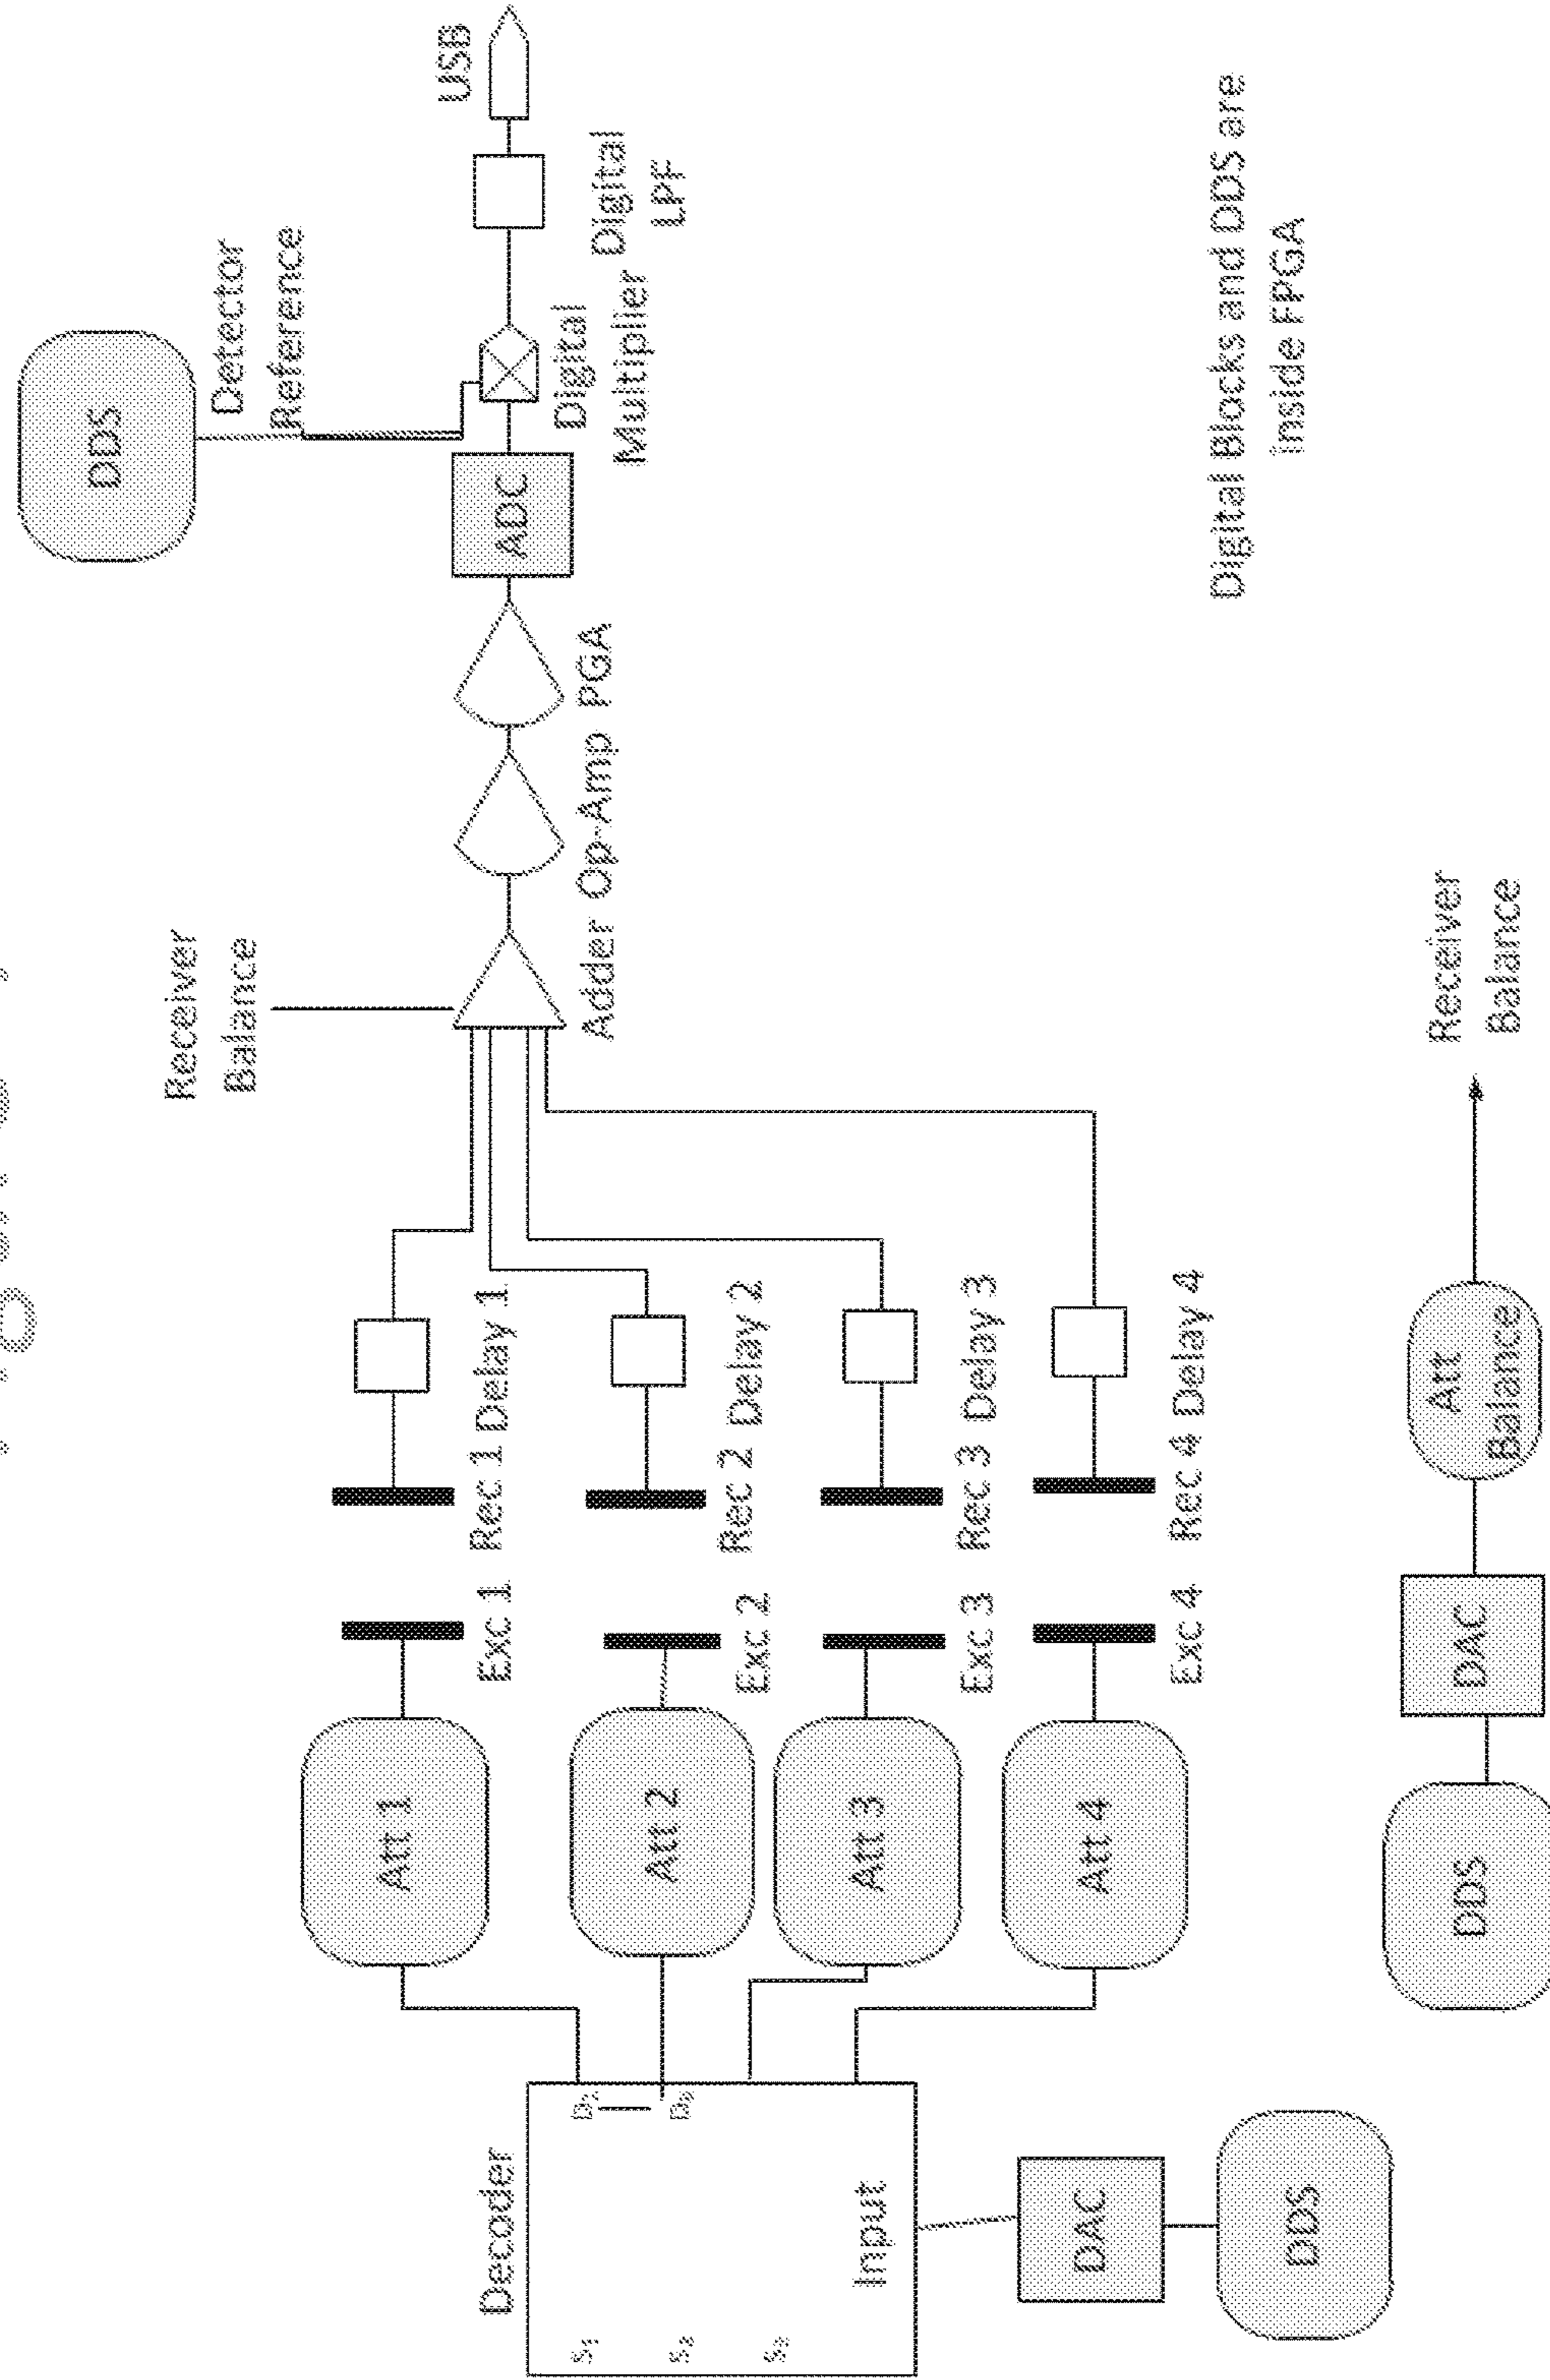 DDS
Detector
Reference
USB
Receiver
Balance
ADC
Digital
Multiplier
Digital
LPF
Adder Op-Amp PGA
Att 1
Exc 1
Rec 1 Delay 1
Att 2
Exc 2
Rec 2 Delay 2
Att 3
Exc 3
Rec 3 Delay 3
Att 4
Exc 4
Rec 4 Delay 4
Decoder
S₁
S₂
Input
DAC
DDS
DDS
DAC
Att
Balance
Receiver
Balance
Digital Blocks and DDS are
Inside FPGA